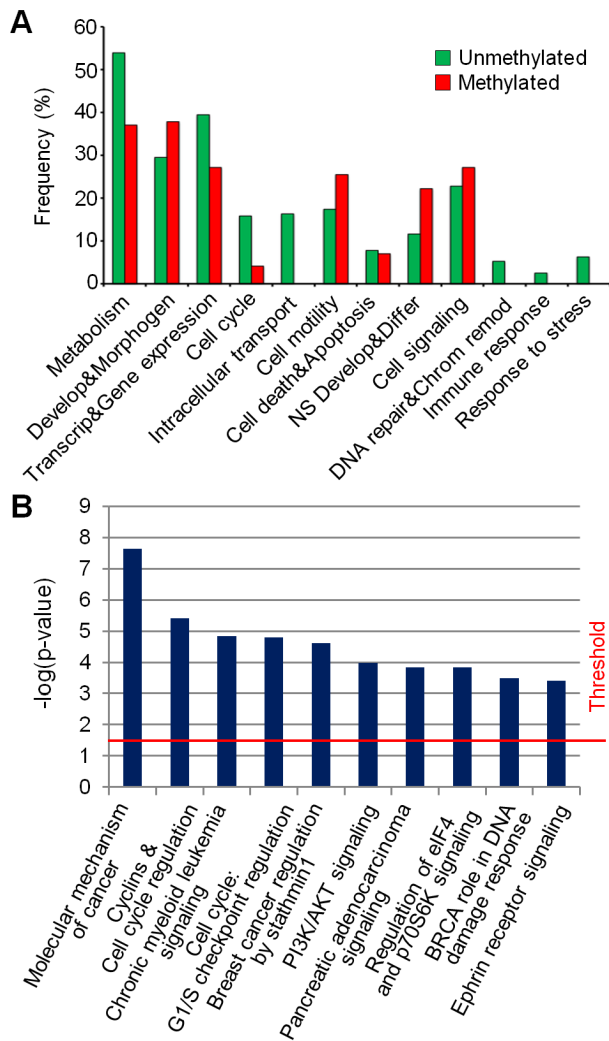 A
60
50
40
30
20
10
0
Frequency (%)
Unmethylated
Methylated
Metabolism
Develop&Morphogen
Transcrip&Gene expression
Cell cycle
Intracellular transport
Cell motility
Cell death&Apoptosis
NS Develop&Differ
Cell signaling
DNA repair&Chrom remod
Immune response
Response to stress
B
9
8
7
6
5
4
3
2
1
0
-log(p-value)
Threshold
Molecular mechanism
of cancer
Cyclins &
Cell cycle regulation
Chronic myeloid leukemia
signaling
Cell cycle:
G1/S checkpoint regulation
Breast cancer regulation
by stathmin1
PI3K/AKT signaling
Pancreatic adenocarcinoma
signaling
Regulation of eIF4
and p70S6K signaling
BRCA role in DNA
damage response
Ephrin receptor signaling